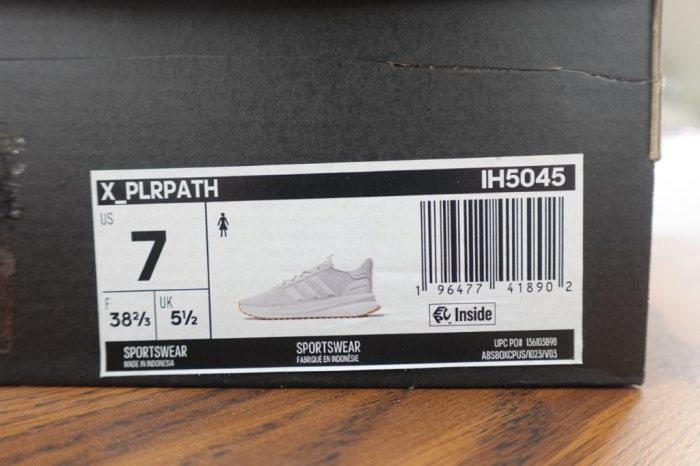 X_PLRPATH IH5045
US
7
F
38⅔
UK
5½
1 96477 41890 2
Inside
SPORTSWEAR
MADE IN INDONESIA
SPORTSWEAR
FABRIQUÉ EN INDONÉSIE
UPC PO# 136103898
ABSBOXCPUS/1023/V03